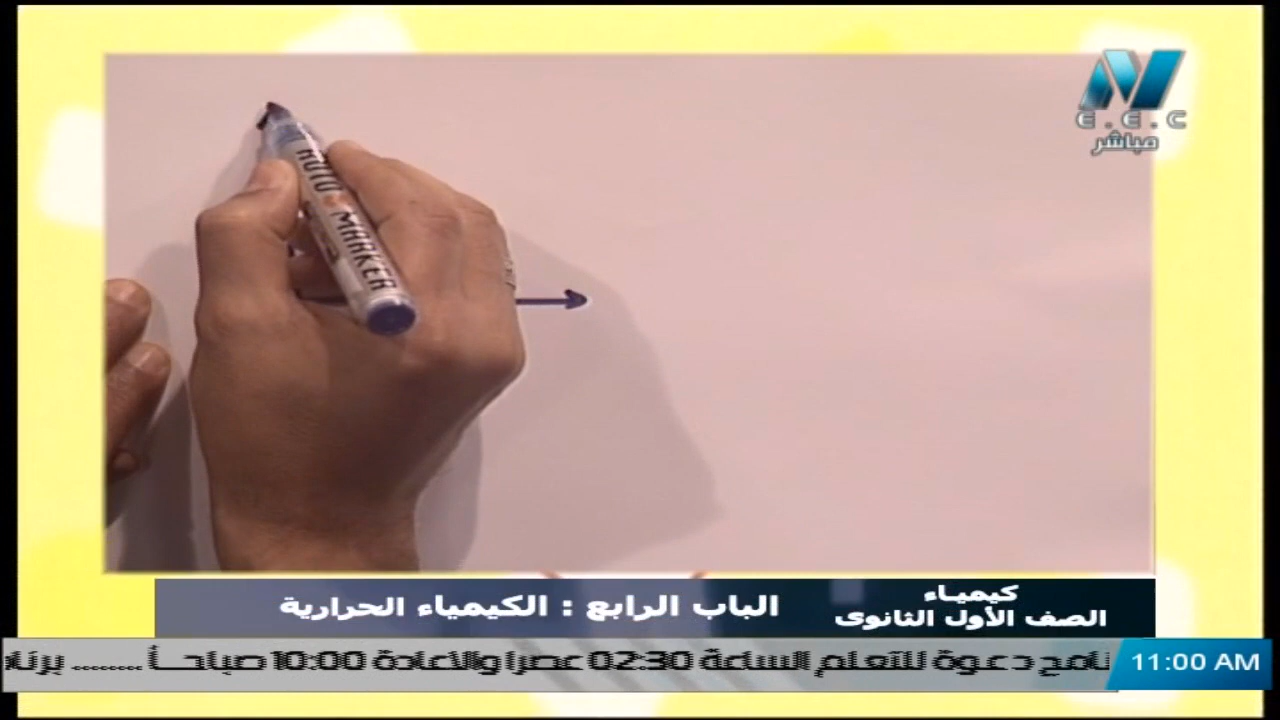 E.E.C
مباشر
ROTO MARKER
كيمياء
الصف الأول الثانوى
الباب الرابع : الكيمياء الحرارية
11:00 AM
نامج دعوة للتعلم الساعة 02:30 عصرا والاعادة 10:00 صباحـا ........ برنا